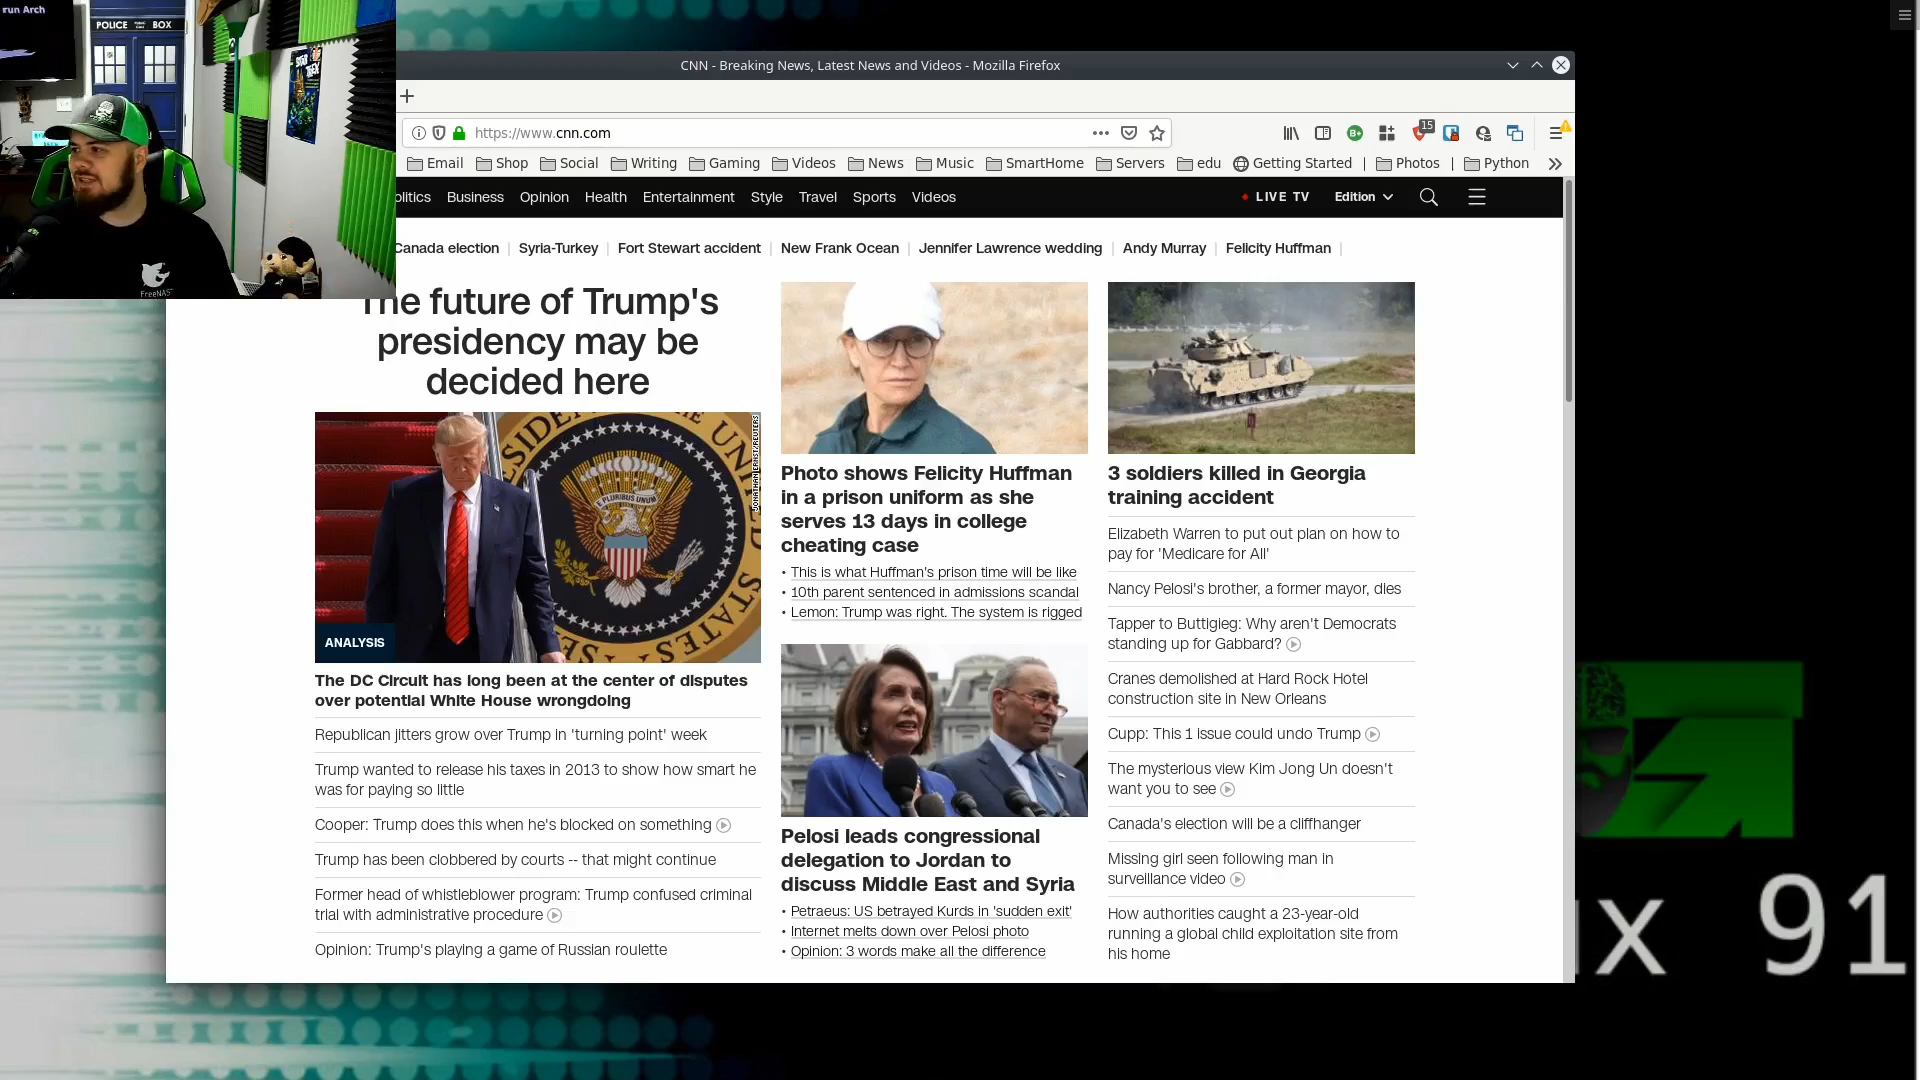 run Arch
POLICE BOX
STAR TREK
FreeNAS
CNN - Breaking News, Latest News and Videos - Mozilla Firefox
https://www.cnn.com
15
Email Shop Social Writing Gaming Videos News Music SmartHome Servers edu Getting Started | Photos | Python
olitics Business Opinion Health Entertainment Style Travel Sports Videos LIVE TV Edition
Canada election | Syria-Turkey | Fort Stewart accident | New Frank Ocean | Jennifer Lawrence wedding | Andy Murray | Felicity Huffman |
The future of Trump's
presidency may be
decided here
JONATHAN ERNST/REUTERS
E PLURIBUS UNUM
ANALYSIS
The DC Circuit has long been at the center of disputes
over potential White House wrongdoing
Republican jitters grow over Trump in 'turning point' week
Trump wanted to release his taxes in 2013 to show how smart he
was for paying so little
Cooper: Trump does this when he's blocked on something
Trump has been clobbered by courts -- that might continue
Former head of whistleblower program: Trump confused criminal
trial with administrative procedure
Opinion: Trump's playing a game of Russian roulette
Photo shows Felicity Huffman
in a prison uniform as she
serves 13 days in college
cheating case
• This is what Huffman's prison time will be like
• 10th parent sentenced in admissions scandal
• Lemon: Trump was right. The system is rigged
Pelosi leads congressional
delegation to Jordan to
discuss Middle East and Syria
• Petraeus: US betrayed Kurds in 'sudden exit'
• Internet melts down over Pelosi photo
• Opinion: 3 words make all the difference
3 soldiers killed in Georgia
training accident
Elizabeth Warren to put out plan on how to
pay for 'Medicare for All'
Nancy Pelosi's brother, a former mayor, dies
Tapper to Buttigieg: Why aren't Democrats
standing up for Gabbard?
Cranes demolished at Hard Rock Hotel
construction site in New Orleans
Cupp: This 1 issue could undo Trump
The mysterious view Kim Jong Un doesn't
want you to see
Canada's election will be a cliffhanger
Missing girl seen following man in
surveillance video
How authorities caught a 23-year-old
running a global child exploitation site from
his home
ix 91